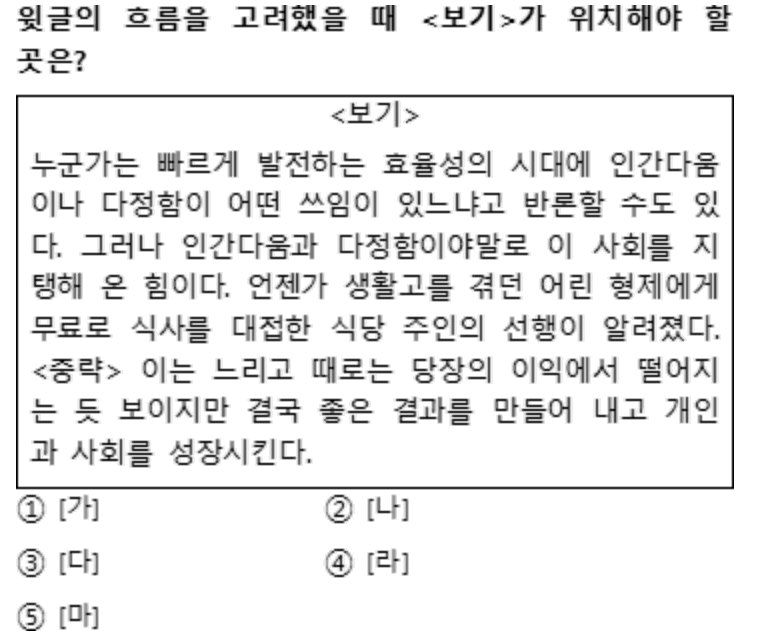 윗글의 흐름을 고려했을 때 <보기>가 위치해야 할
곳은?
<보기>
누군가는 빠르게 발전하는 효율성의 시대에 인간다움
이나 다정함이 어떤 쓰임이 있느냐고 반론할 수도 있
다. 그러나 인간다움과 다정함이야말로 이 사회를 지
탱해 온 힘이다. 언젠가 생활고를 겪던 어린 형제에게
무료로 식사를 대접한 식당 주인의 선행이 알려졌다.
<중략> 이는 느리고 때로는 당장의 이익에서 떨어지
는 듯 보이지만 결국 좋은 결과를 만들어 내고 개인
과 사회를 성장시킨다.
① [가] ② [나]
③ [다] ④ [라]
⑤ [마]